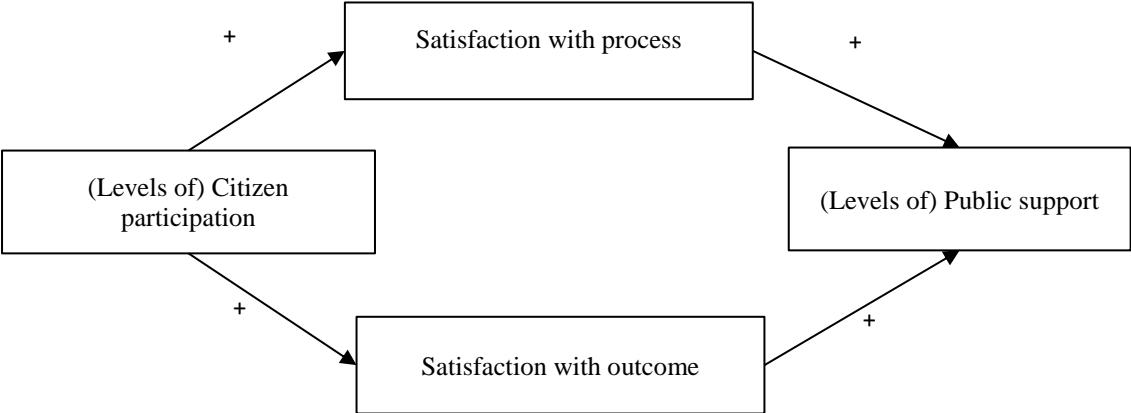 +
Satisfaction with process
+
(Levels of) Citizen
participation
(Levels of) Public support
+
+
Satisfaction with outcome